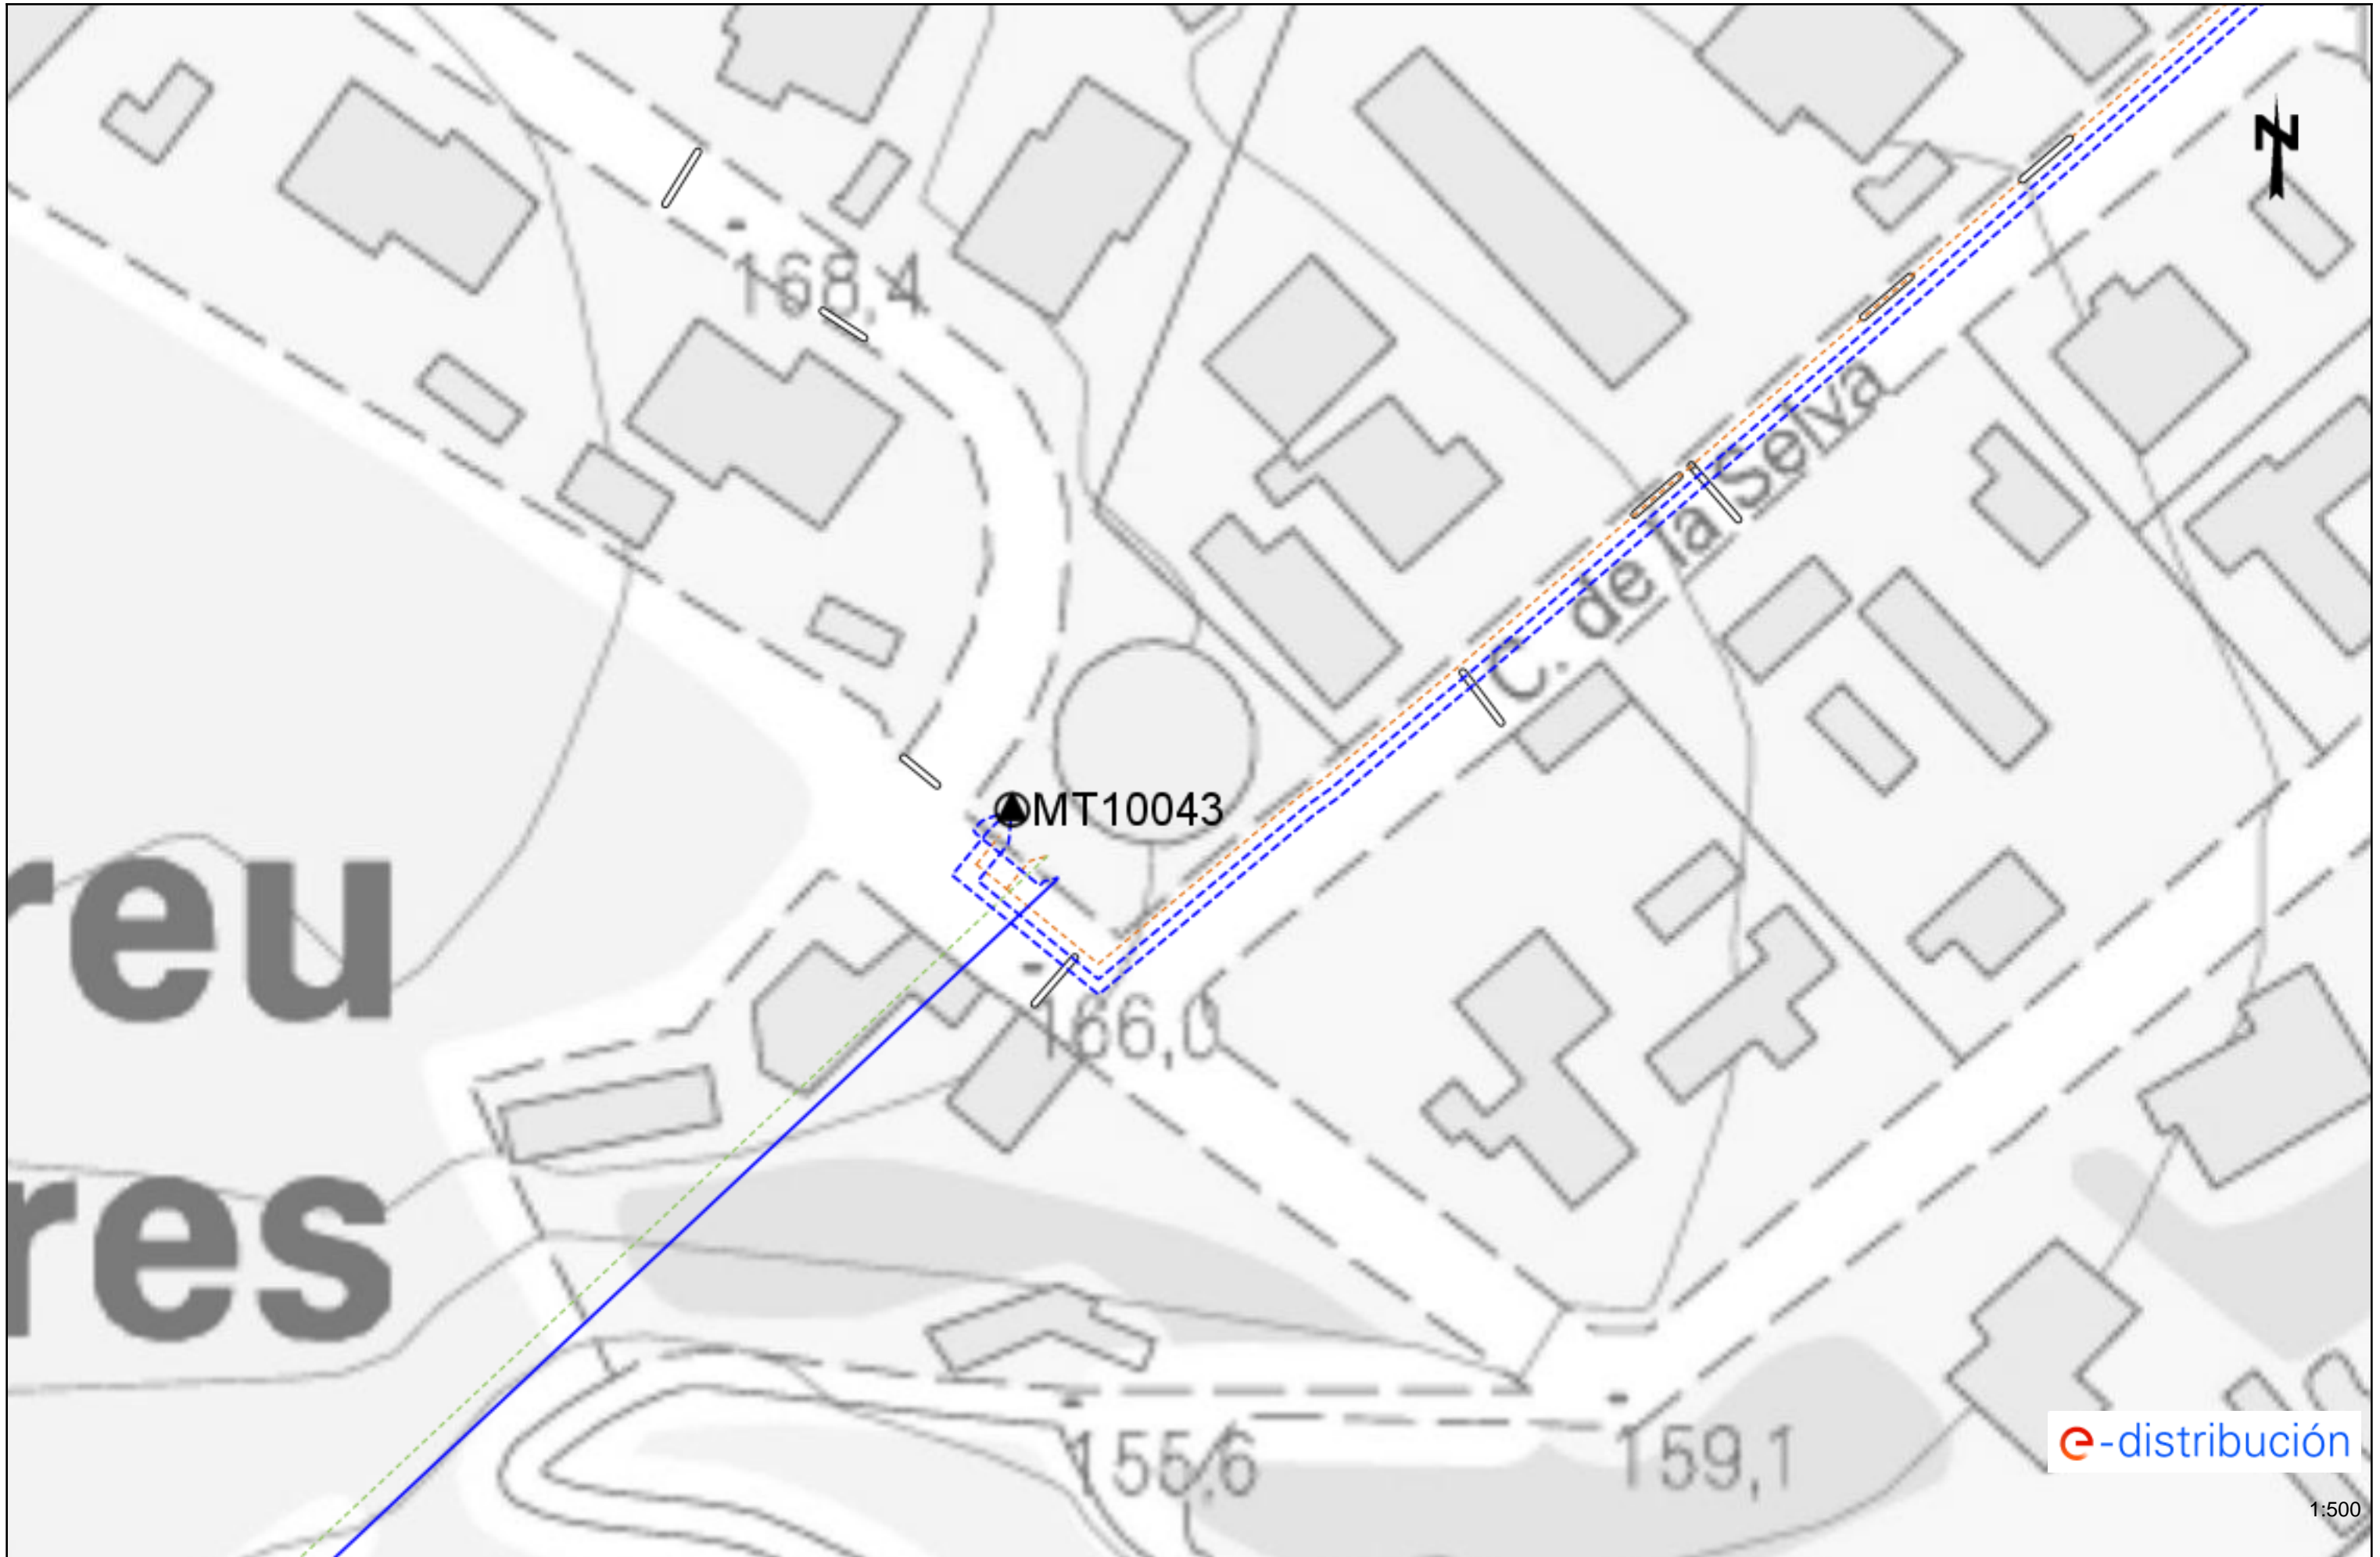 N
168,4
C. de la Selva
MT10043
reu
166,0
res
155,6
159,1
e-distribución
1:500